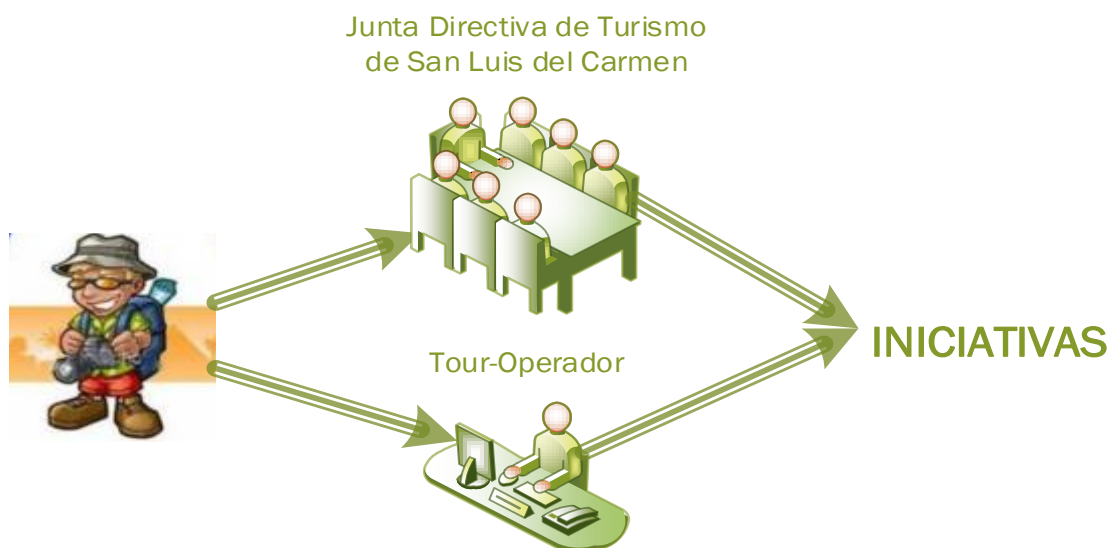 Junta Directiva de Turismo
de San Luis del Carmen
Tour-Operador
INICIATIVAS